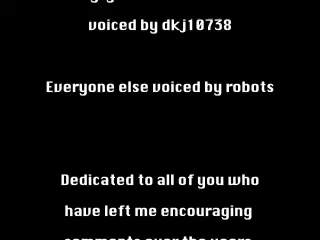 voiced by dkj10738
Everyone else voiced by robots
Dedicated to all of you who
have left me encouraging
comments over the years